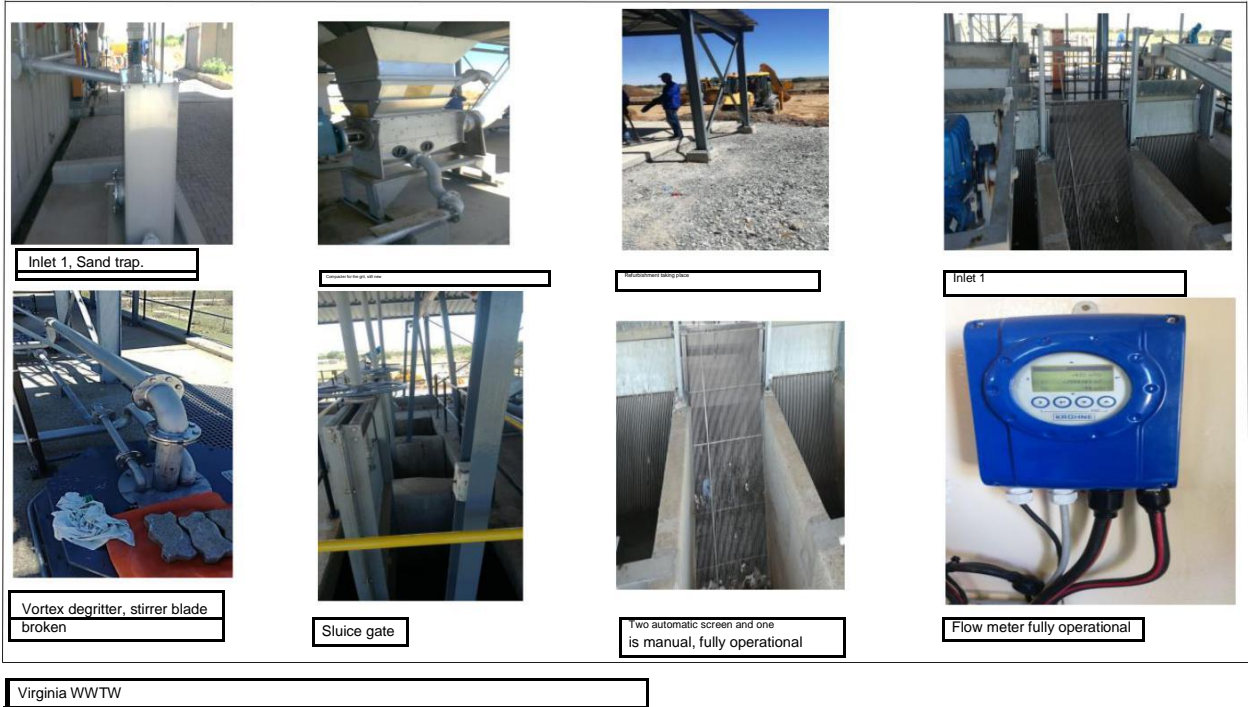 Inlet 1, Sand trap.
Compactor for the grit, still new
Refurbishment taking place
Inlet 1
KROHNE
Vortex degritter, stirrer blade
broken
Sluice gate
Two automatic screen and one
is manual, fully operational
Flow meter fully operational
Virginia WWTW